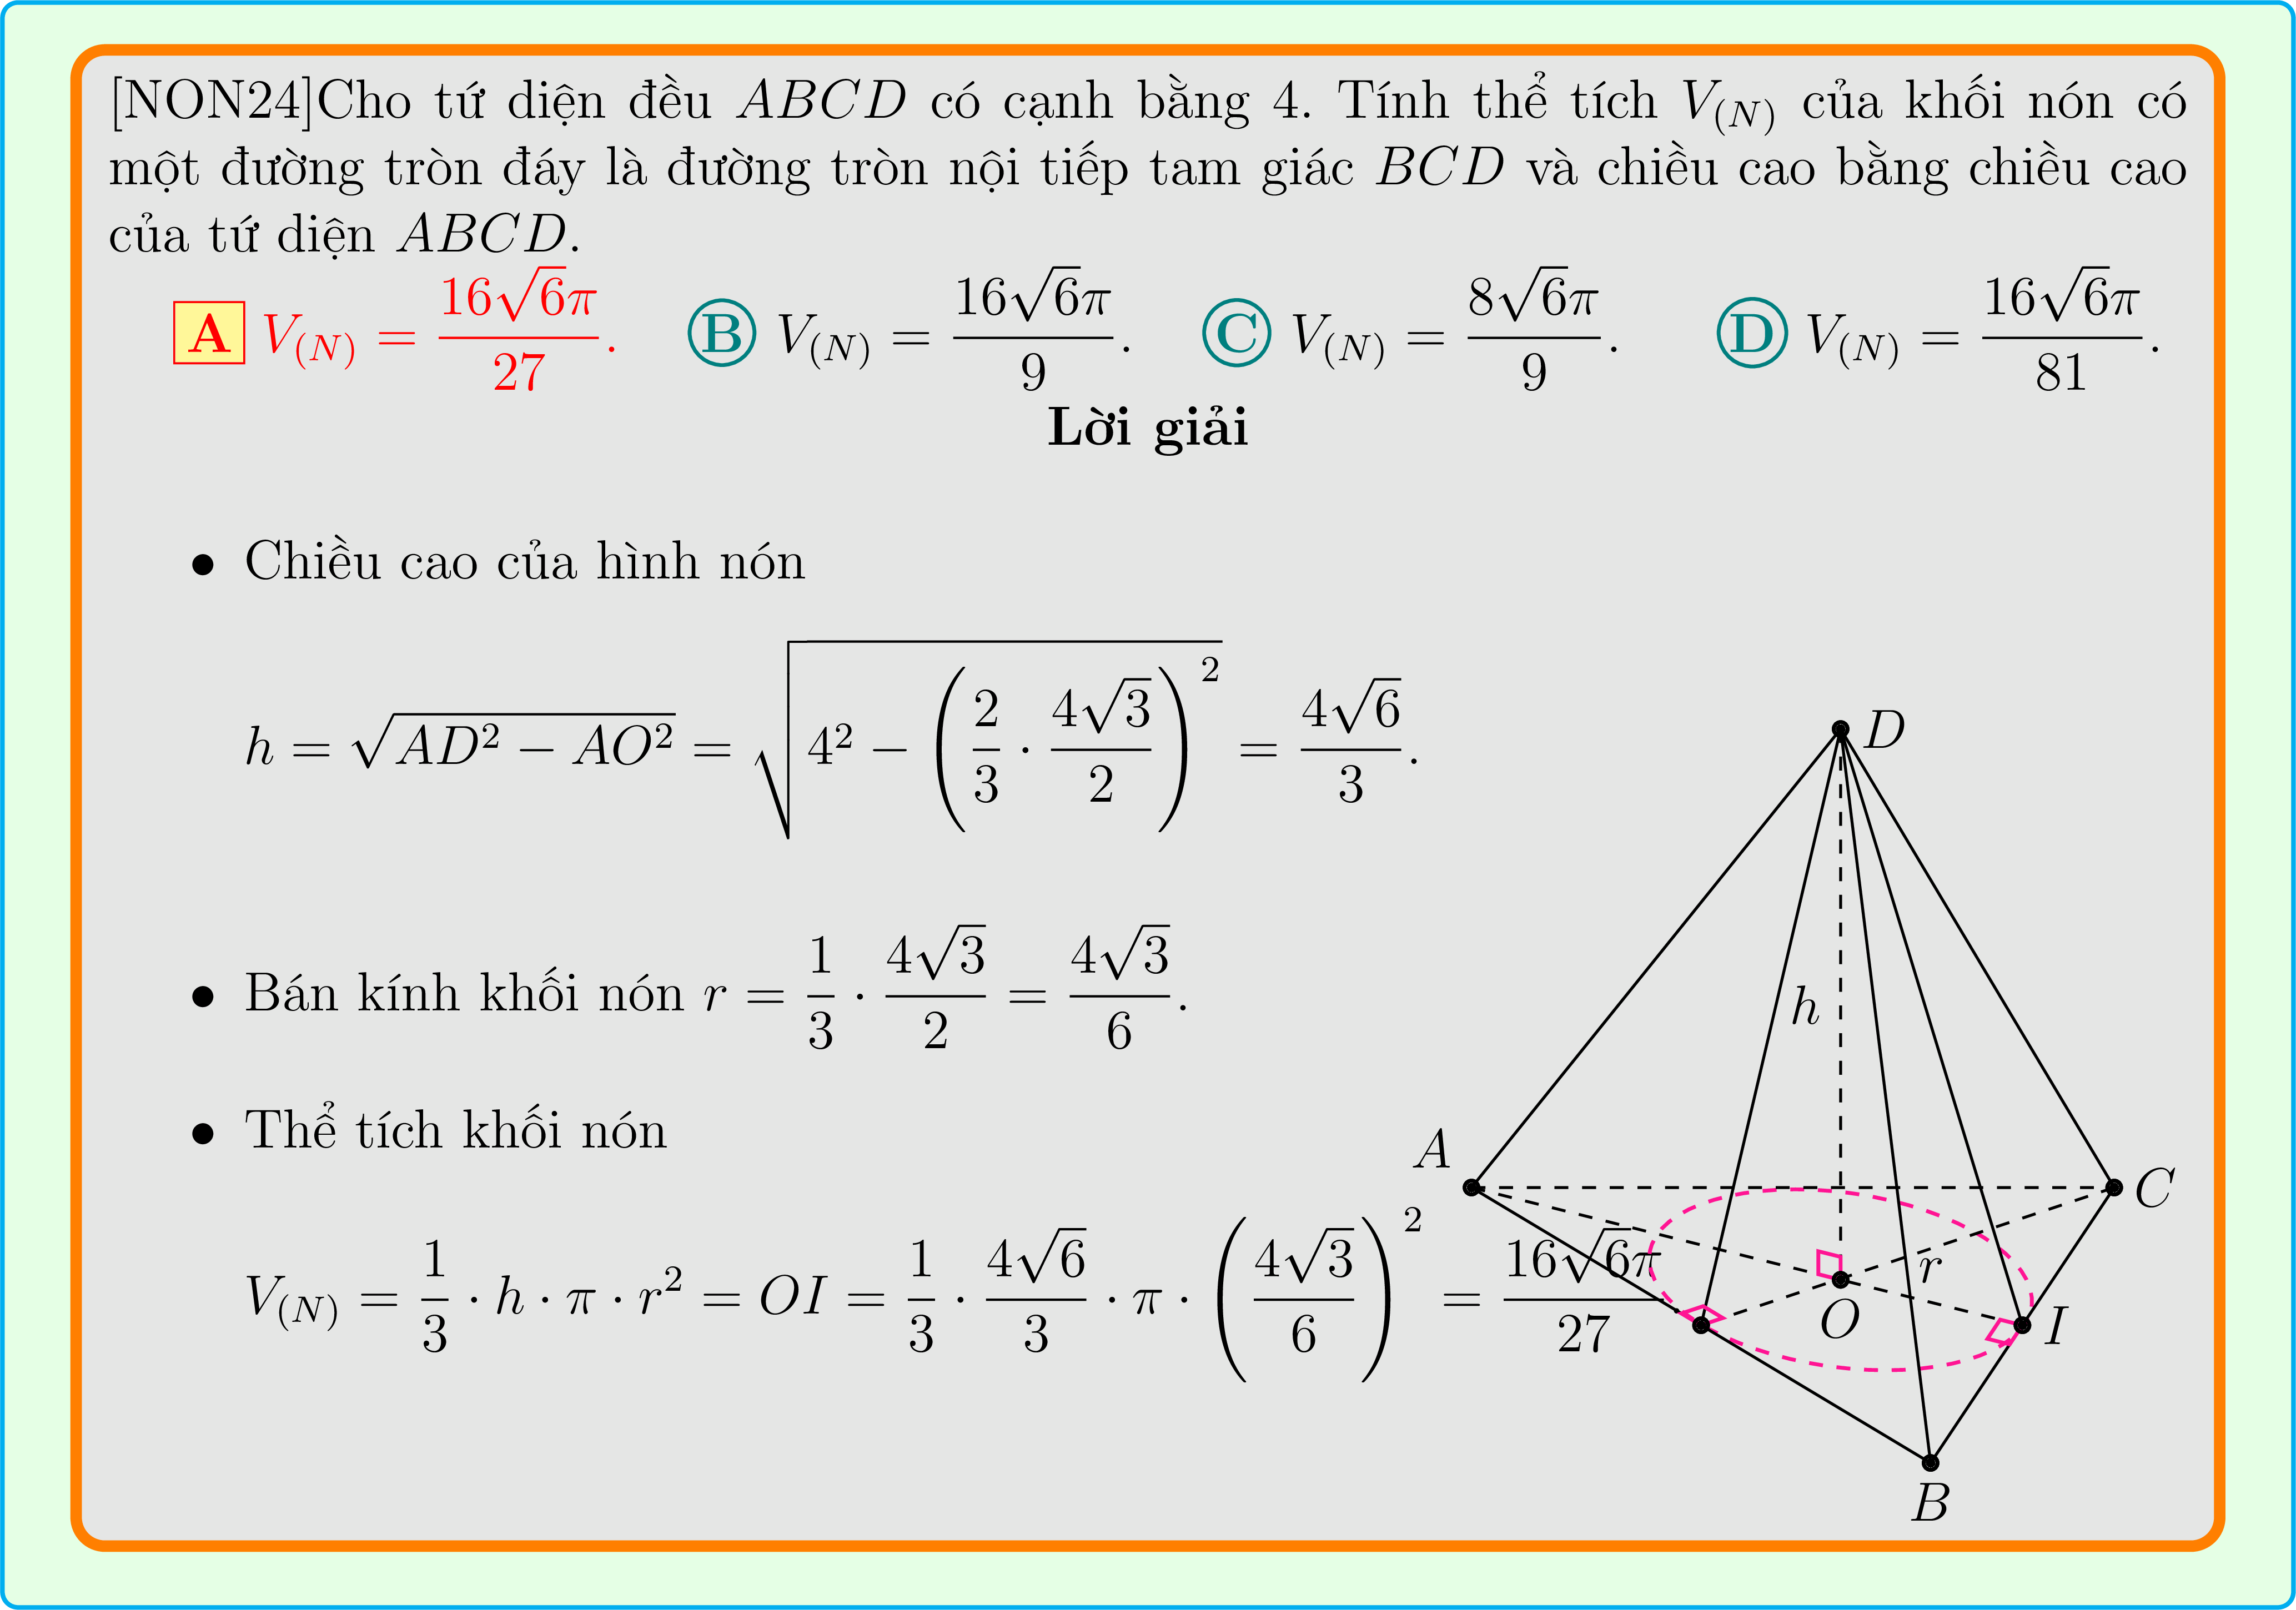 [NON24]Cho tứ diện đều ABCD có cạnh bằng 4. Tính thể tích V_{(N)} của khối nón có
một đường tròn đáy là đường tròn nội tiếp tam giác BCD và chiều cao bằng chiều cao
của tứ diện ABCD.
A V_{(N)} = \frac{16\sqrt{6}\pi}{27}. B V_{(N)} = \frac{16\sqrt{6}\pi}{9}. C V_{(N)} = \frac{8\sqrt{6}\pi}{9}. D V_{(N)} = \frac{16\sqrt{6}\pi}{81}.
Lời giải
• Chiều cao của hình nón
h = \sqrt{AD^2 - AO^2} = \sqrt{4^2 - \left(\frac{2}{3} \cdot \frac{4\sqrt{3}}{2}\right)^2} = \frac{4\sqrt{6}}{3}.
• Bán kính khối nón r = \frac{1}{3} \cdot \frac{4\sqrt{3}}{2} = \frac{4\sqrt{3}}{6}.
• Thể tích khối nón
V_{(N)} = \frac{1}{3} \cdot h \cdot \pi \cdot r^2 = OI = \frac{1}{3} \cdot \frac{4\sqrt{6}}{3} \cdot \pi \cdot \left(\frac{4\sqrt{3}}{6}\right)^2 = \frac{16\sqrt{6}\pi}{27}
D
h
A
C
r
O
I
B